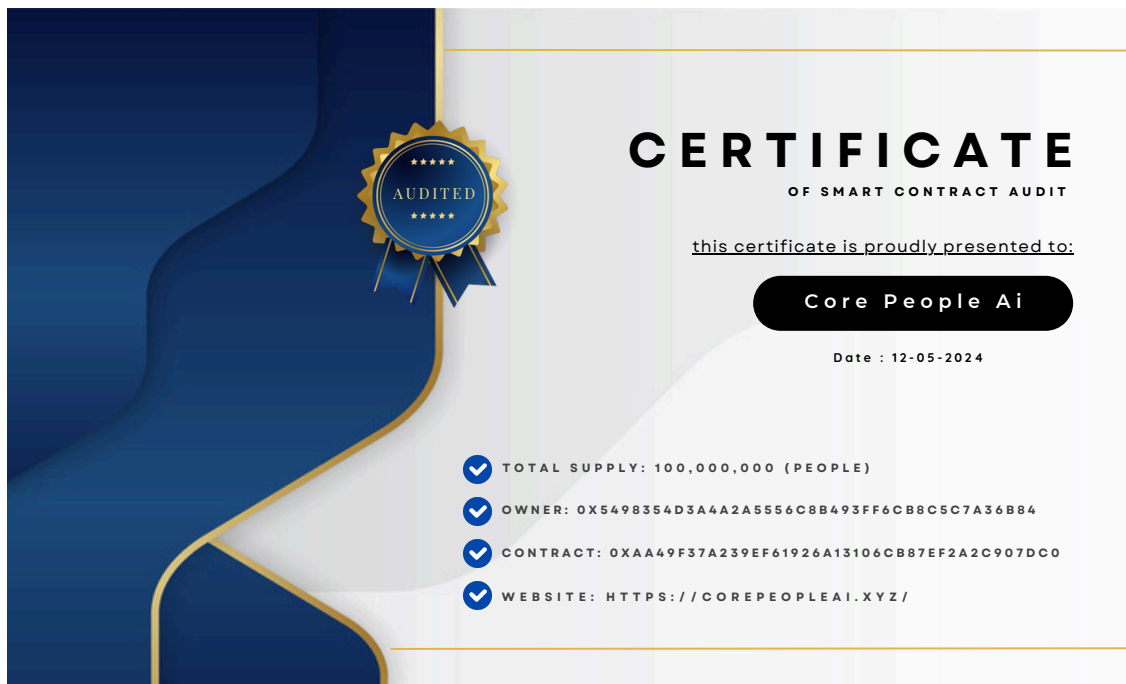 CERTIFICATE
OF SMART CONTRACT AUDIT
AUDITED
this certificate is proudly presented to:
Core People Ai
Date : 12-05-2024
TOTAL SUPPLY: 100,000,000 (PEOPLE)
OWNER: 0X5498354D3A4A2A5556C8B493FF6CB8C5C7A36B84
CONTRACT: 0XAA49F37A239EF61926A13106CB87EF2A2C907DC0
WEBSITE: HTTPS://COREPEOPLEAI.XYZ/